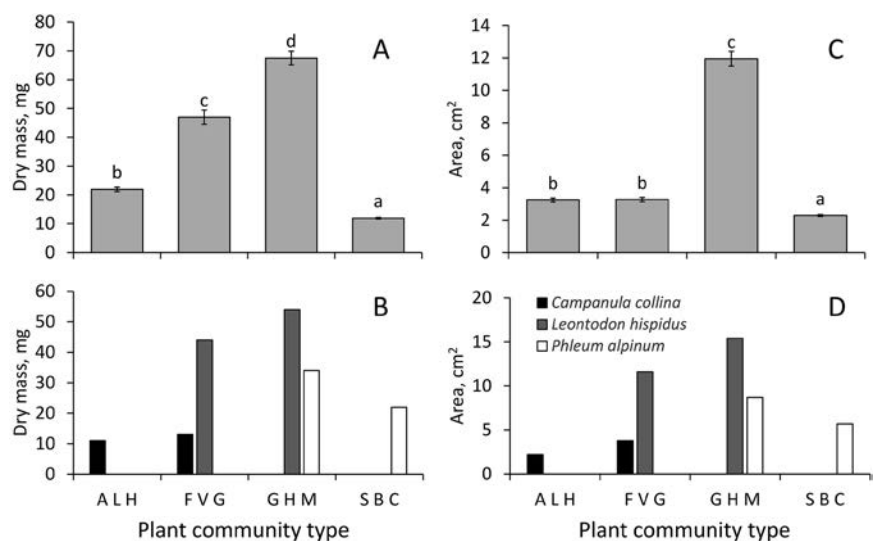 A
Dry mass, mg
80
70
60
50
40
30
20
10
0
b
c
d
a
C
Area, cm²
14
12
10
8
6
4
2
0
b
b
c
a
B
Dry mass, mg
60
50
40
30
20
10
0
A L H
F V G
G H M
S B C
Plant community type
D
Area, cm²
20
15
10
5
0
Campanula collina
Leontodon hispidus
Phleum alpinum
A L H
F V G
G H M
S B C
Plant community type